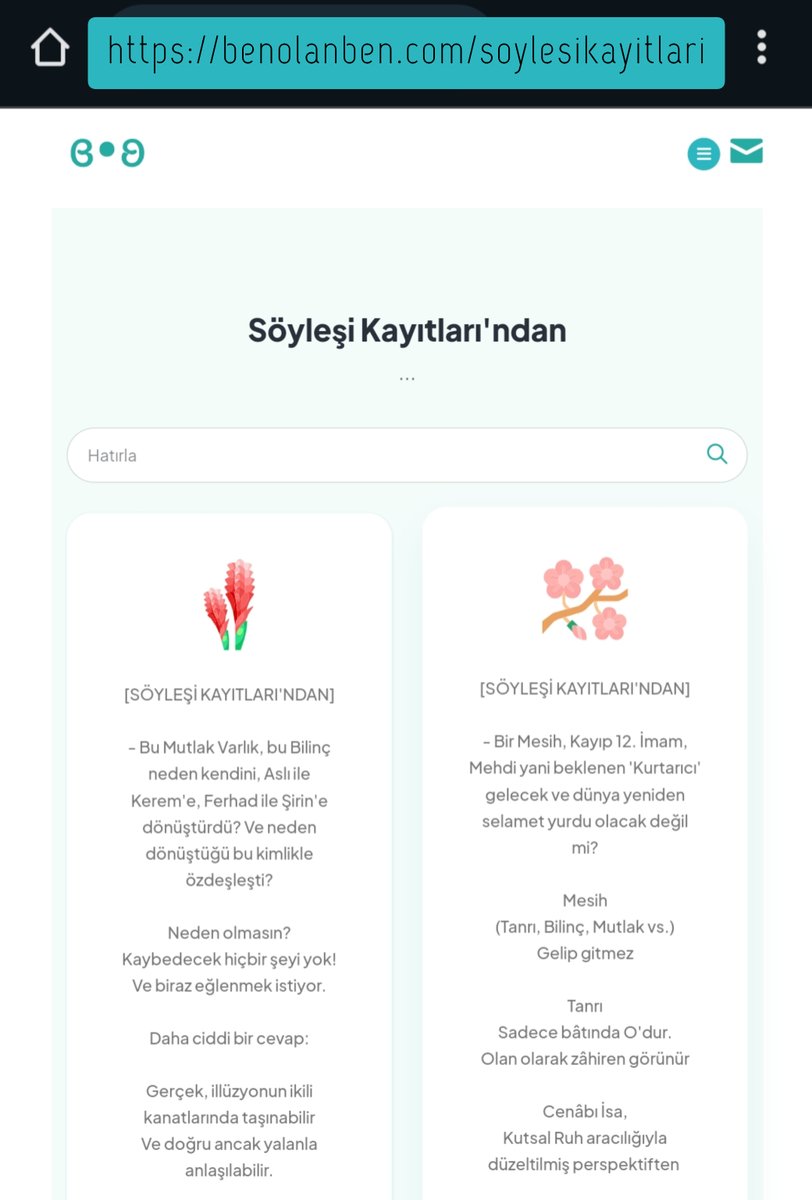 https://benolanben.com/soylesikayitlari
Söyleşi Kayıtları'ndan
...
Hatırla
[SÖYLEŞİ KAYITLARI'NDAN]
- Bu Mutlak Varlık, bu Bilinç
neden kendini, Aslı ile
Kerem'e, Ferhad ile Şirin'e
dönüştürdü? Ve neden
dönüştüğü bu kimlikle
özdeşleşti?
Neden olmasın?
Kaybedecek hiçbir şeyi yok!
Ve biraz eğlenmek istiyor.
Daha ciddi bir cevap:
Gerçek, illüzyonun ikili
kanatlarında taşınabilir
Ve doğru ancak yalanla
anlaşılabilir.
[SÖYLEŞİ KAYITLARI'NDAN]
- Bir Mesih, Kayıp 12. İmam,
Mehdi yani beklenen 'Kurtarıcı'
gelecek ve dünya yeniden
selamet yurdu olacak değil
mi?
Mesih
(Tanrı, Bilinç, Mutlak vs.)
Gelip gitmez
Tanrı
Sadece bâtında O'dur.
Olan olarak zâhiren görünür
Cenâbı İsa,
Kutsal Ruh aracılığıyla
düzeltilmiş perspektiften